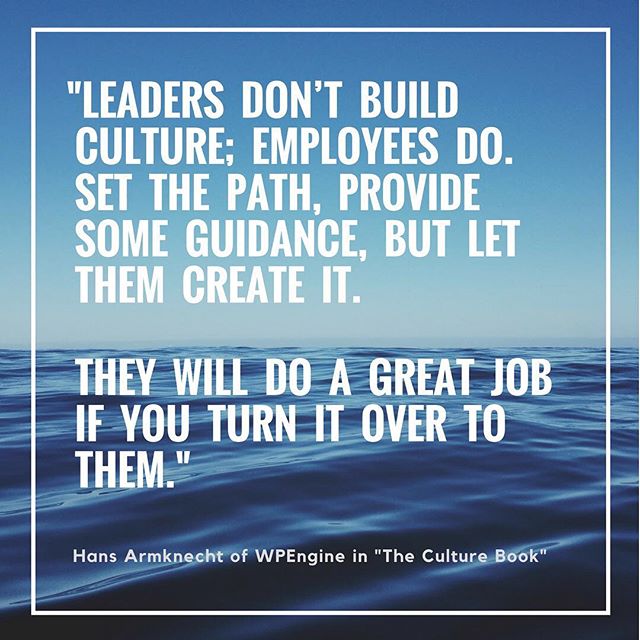 "LEADERS DON'T BUILD
CULTURE; EMPLOYEES DO.
SET THE PATH, PROVIDE
SOME GUIDANCE, BUT LET
THEM CREATE IT.
THEY WILL DO A GREAT JOB
IF YOU TURN IT OVER TO
THEM."
Hans Armknecht of WPEngine in "The Culture Book"